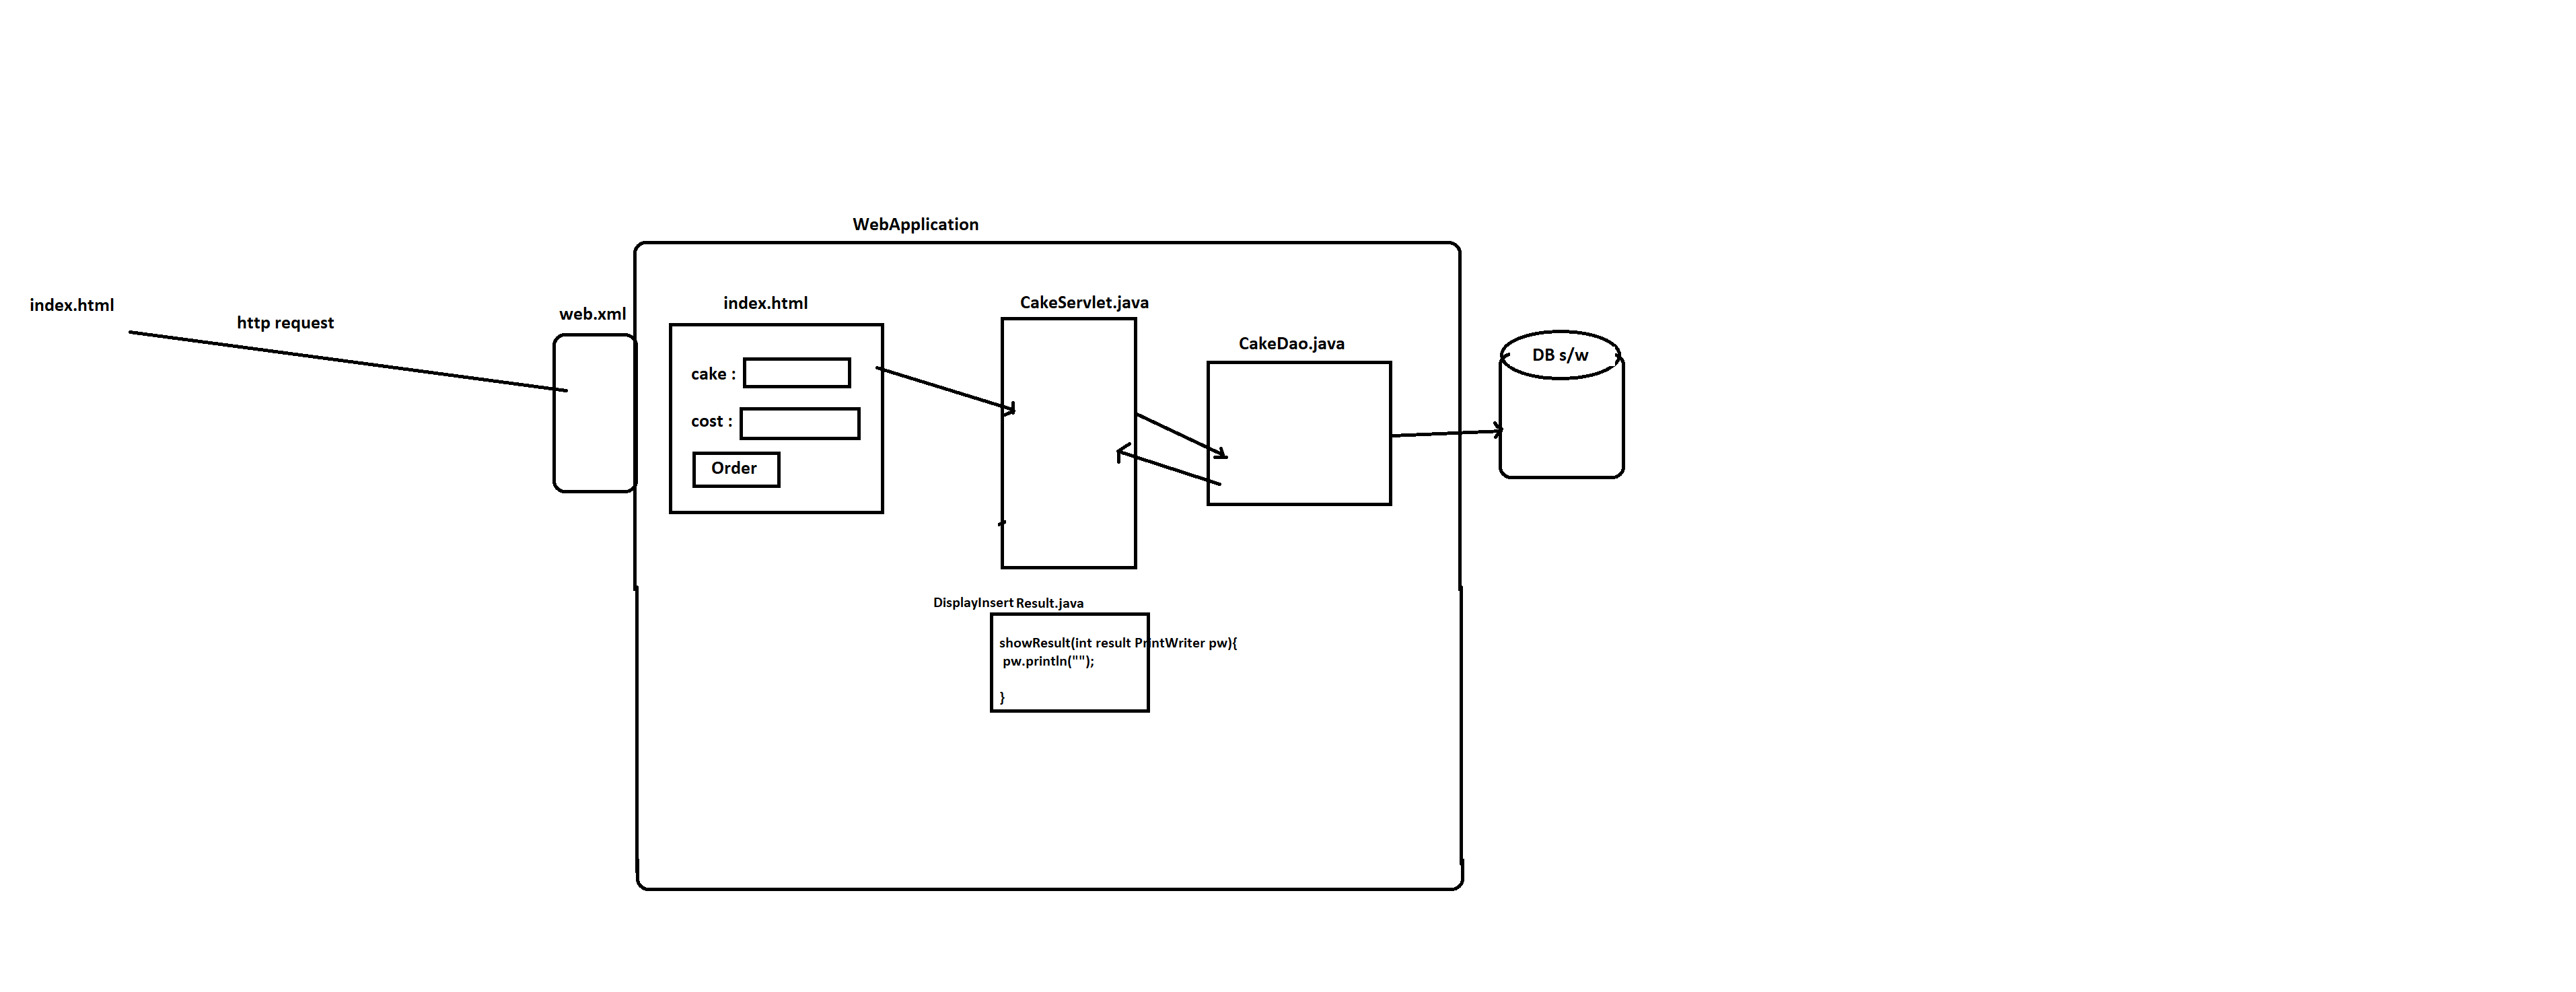 WebApplication
index.html
http request
web.xml
index.html
cake :
cost :
Order
CakeServlet.java
CakeDao.java
DB s/w
DisplayInsert Result.java
showResult(int result PrintWriter pw){
pw.println("");
}